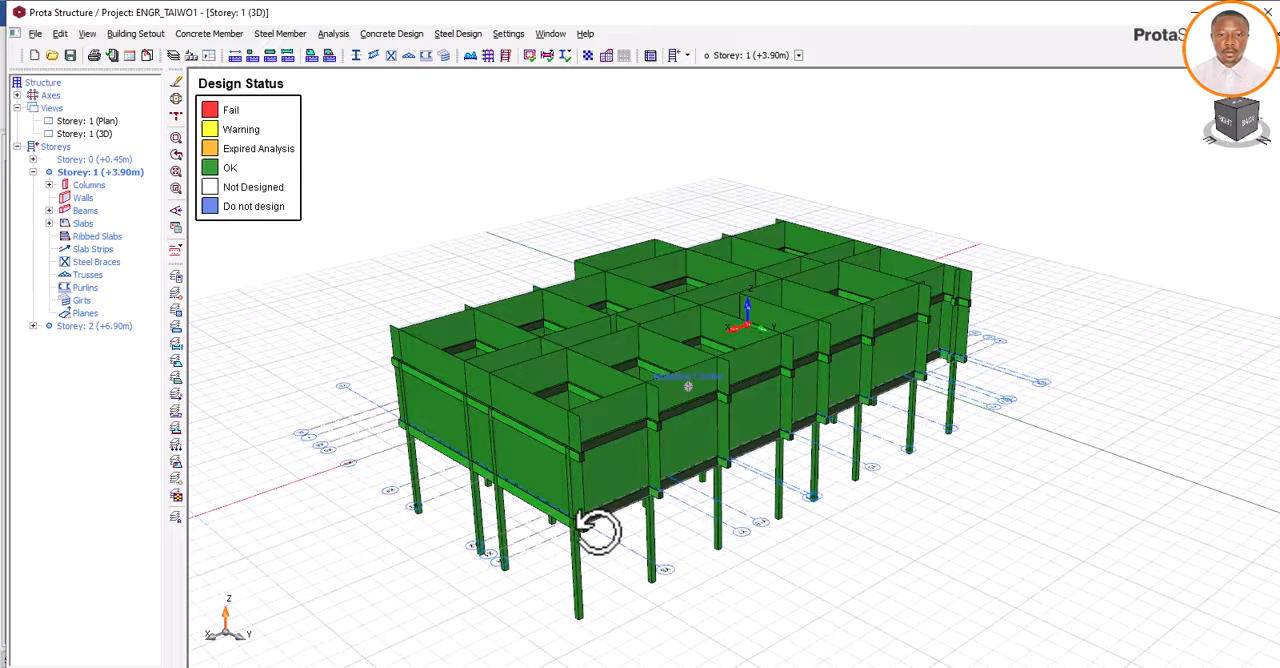 Prota Structure / Project: ENGR_TAIWO1 - [Storey: 1 (3D)]
File Edit View Building Setout Concrete Member Steel Member Analysis Concrete Design Steel Design Settings Window Help
ProtaS
Storey: 1 (+3.90m)
Structure
Axes
Views
Storey: 1 (Plan)
Storey: 1 (3D)
Storeys
Storey: 0 (+0.45m)
Storey: 1 (+3.90m)
Columns
Walls
Beams
Slabs
Ribbed Slabs
Slab Strips
Steel Braces
Trusses
Purlins
Girts
Planes
Storey: 2 (+6.90m)
Design Status
Fail
Warning
Expired Analysis
OK
Not Designed
Do not design
RIGHT BACK
Z
X Y
Z
X Y